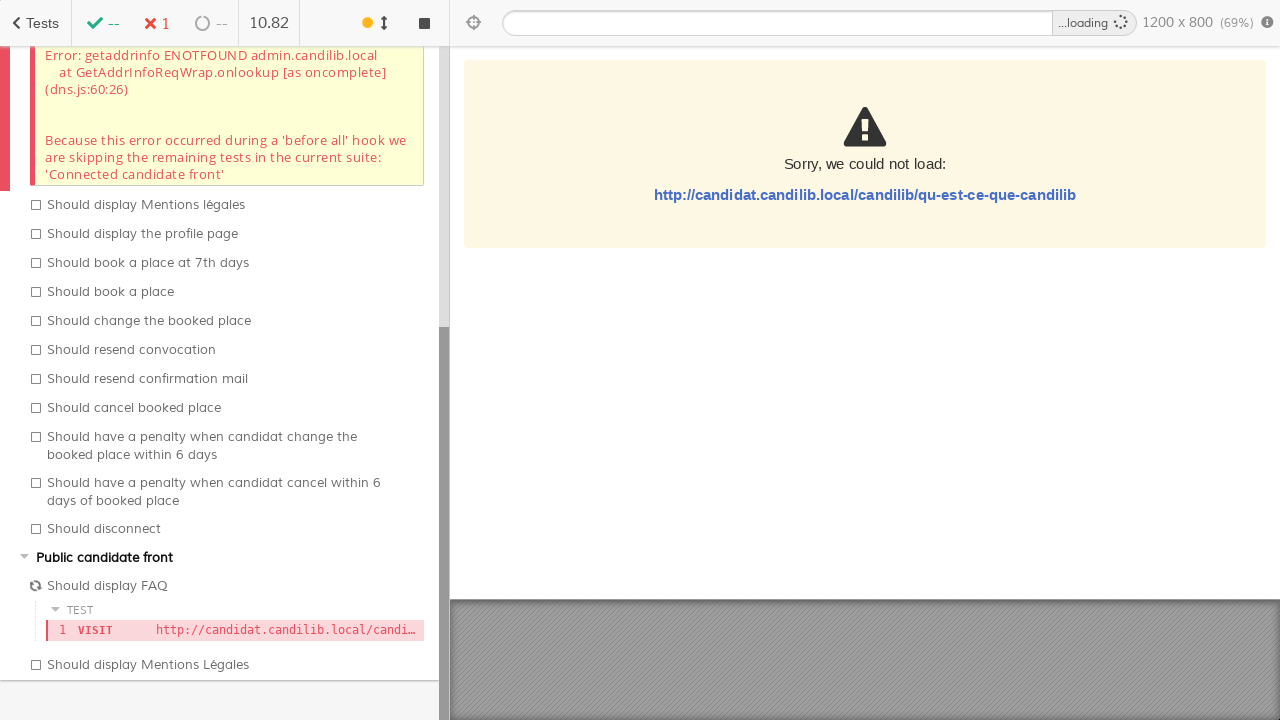 Tests
--
1
--
10.82
...loading
1200 x 800 (69%)
Error: getaddrinfo ENOTFOUND admin.candilib.local
at GetAddrInfoReqWrap.onlookup [as oncomplete]
(dns.js:60:26)
Because this error occurred during a 'before all' hook we
are skipping the remaining tests in the current suite:
'Connected candidate front'
Should display Mentions légales
Should display the profile page
Should book a place at 7th days
Should book a place
Should change the booked place
Should resend convocation
Should resend confirmation mail
Should cancel booked place
Should have a penalty when candidat change the
booked place within 6 days
Should have a penalty when candidat cancel within 6
days of booked place
Should disconnect
Public candidate front
Should display FAQ
TEST
1 VISIT http://candidat.candilib.local/candi…
Should display Mentions Légales
Sorry, we could not load:
http://candidat.candilib.local/candilib/qu-est-ce-que-candilib